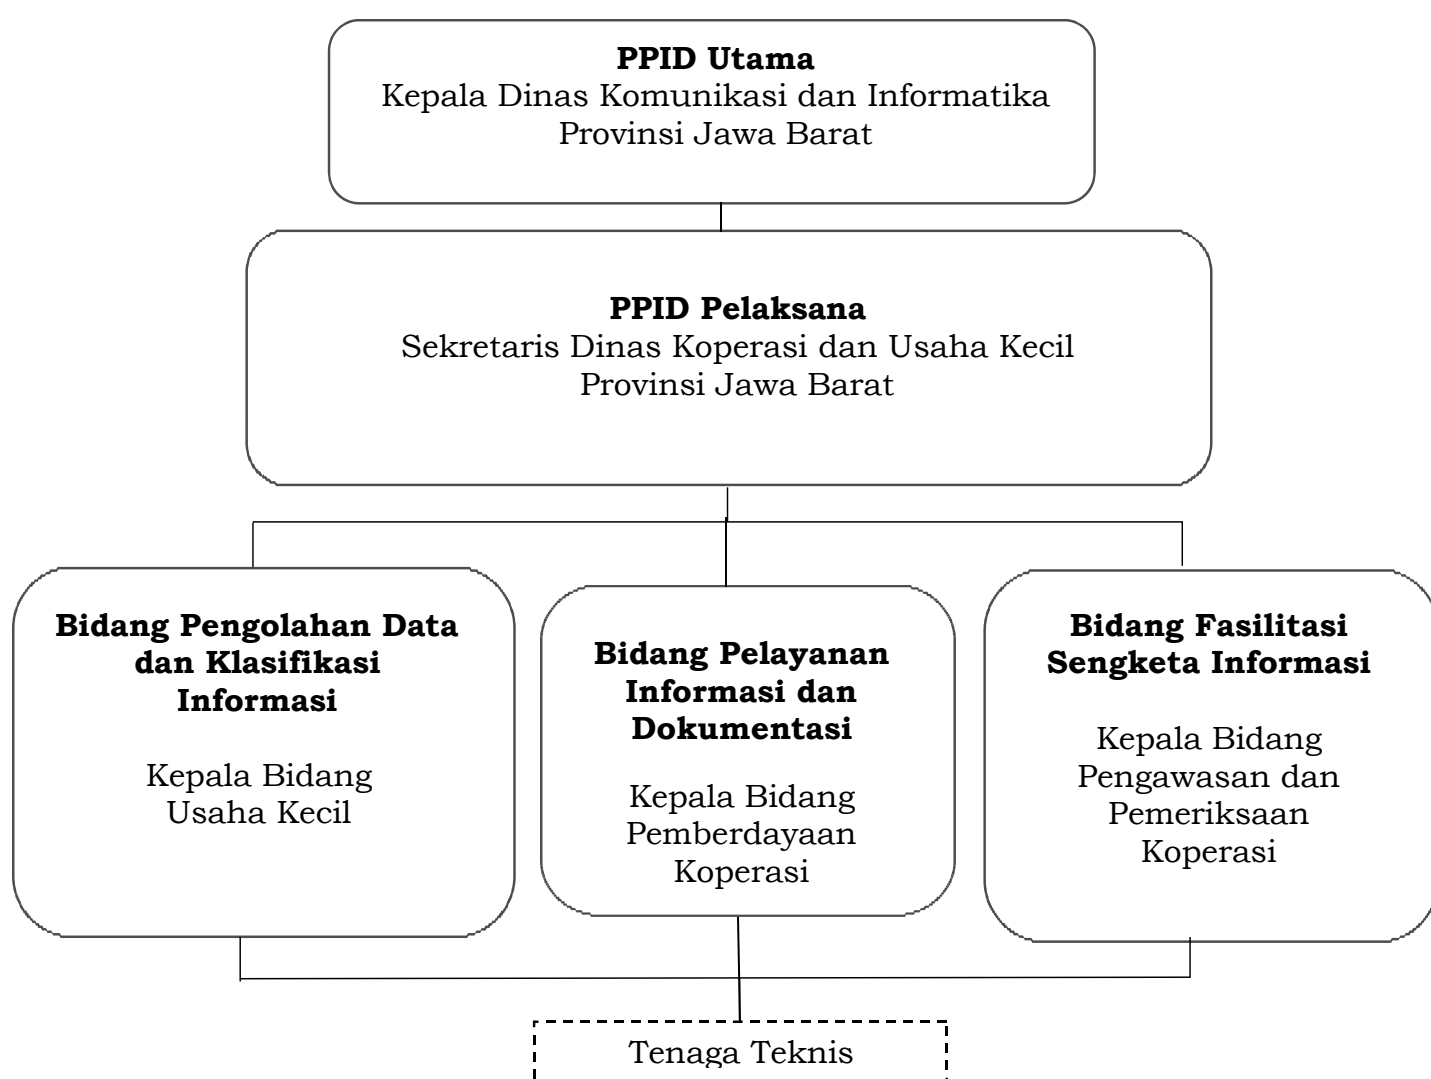 PPID Utama
Kepala Dinas Komunikasi dan Informatika
Provinsi Jawa Barat
PPID Pelaksana
Sekretaris Dinas Koperasi dan Usaha Kecil
Provinsi Jawa Barat
Bidang Pengolahan Data
dan Klasifikasi
Informasi
Kepala Bidang
Usaha Kecil
Bidang Pelayanan
Informasi dan
Dokumentasi
Kepala Bidang
Pemberdayaan
Koperasi
Bidang Fasilitasi
Sengketa Informasi
Kepala Bidang
Pengawasan dan
Pemeriksaan
Koperasi
Tenaga Teknis